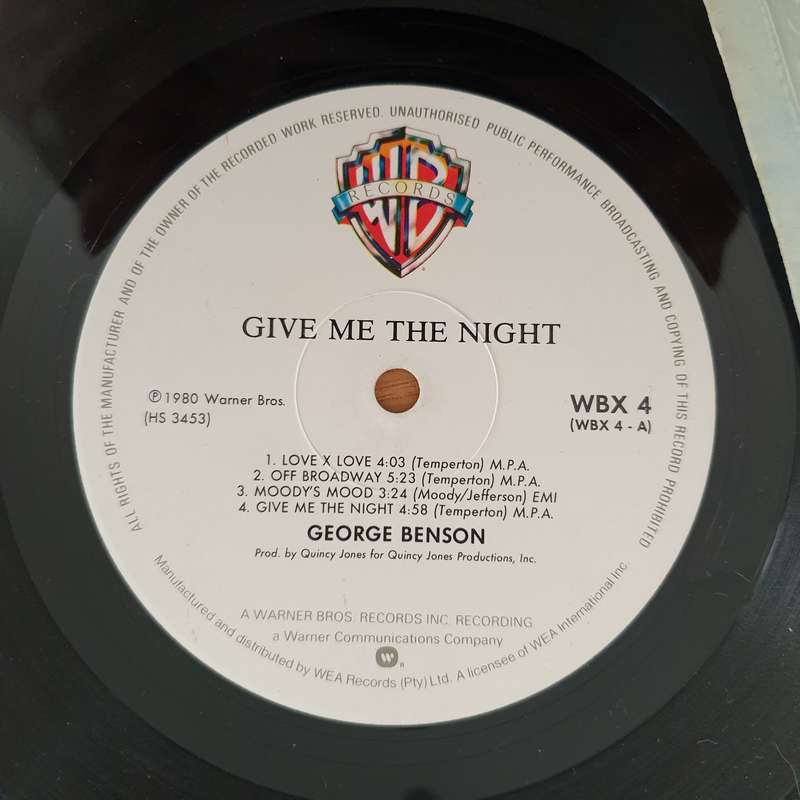 ALL RIGHTS OF THE MANUFACTURER AND OF THE OWNER OF THE RECORDED WORK RESERVED. UNAUTHORISED PUBLIC PERFORMANCE BROADCASTING AND COPYING OF THIS RECORD PROHIBITED
WB
RECORDS
GIVE ME THE NIGHT
℗ 1980 Warner Bros.
(HS 3453)
WBX 4
(WBX 4 - A)
1. LOVE X LOVE 4:03 (Temperton) M.P.A.
2. OFF BROADWAY 5:23 (Temperton) M.P.A.
3. MOODY'S MOOD 3:24 (Moody/Jefferson) EMI
4. GIVE ME THE NIGHT 4:58 (Temperton) M.P.A.
GEORGE BENSON
Prod. by Quincy Jones for Quincy Jones Productions, Inc.
A WARNER BROS. RECORDS INC. RECORDING
a Warner Communications Company
Manufactured and distributed by WEA Records (Pty) Ltd. A licensee of WEA International Inc.